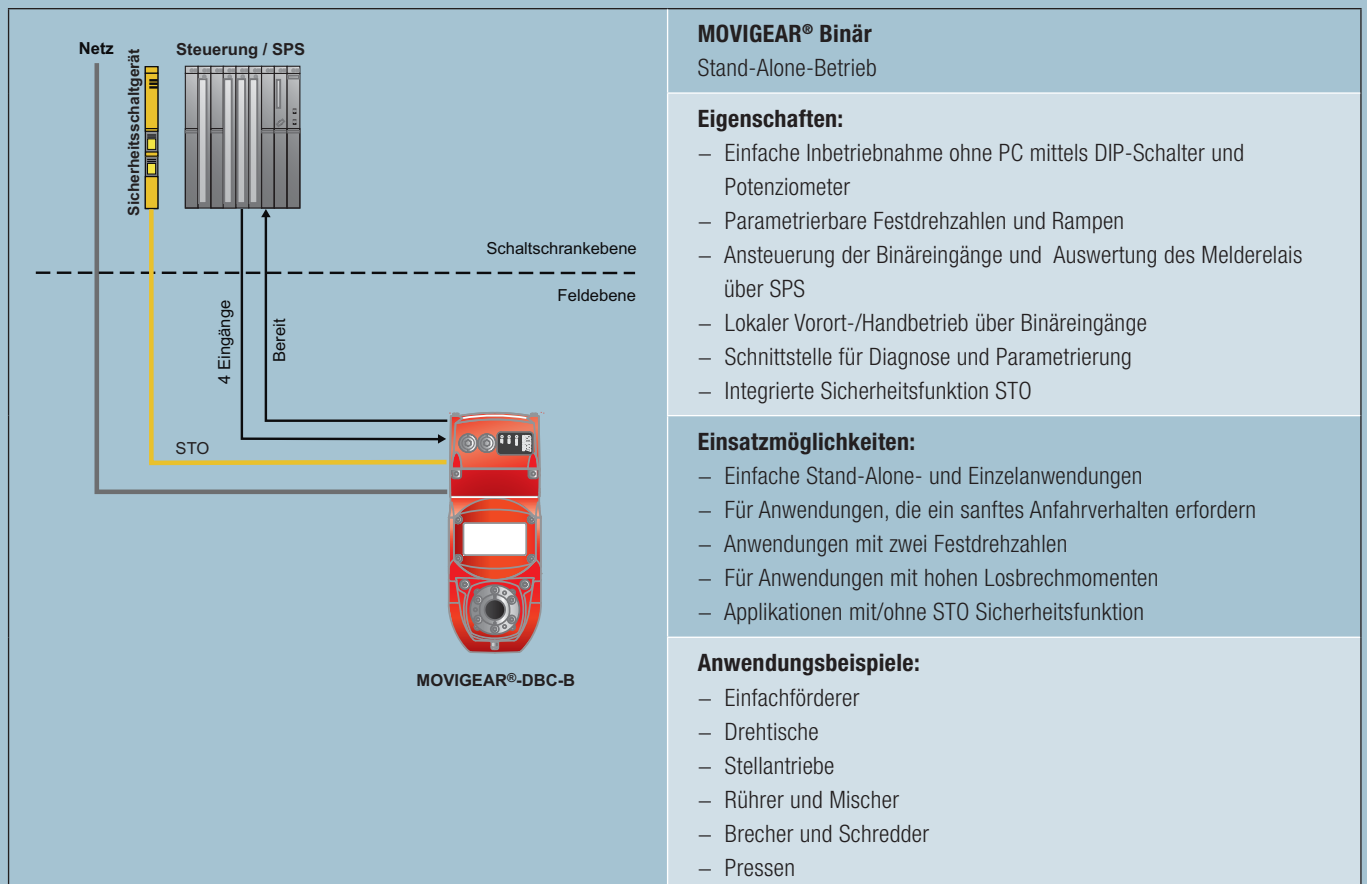 Netz
Sicherheitsschaltgerät
Steuerung / SPS
Schaltschrankebene
Feldebene
4 Eingänge
Bereit
STO
MOVIGEAR®-DBC-B
MOVIGEAR® Binär
Stand-Alone-Betrieb
Eigenschaften:
– Einfache Inbetriebnahme ohne PC mittels DIP-Schalter und
Potenziometer
– Parametrierbare Festdrehzahlen und Rampen
– Ansteuerung der Binäreingänge und Auswertung des Melderelais
über SPS
– Lokaler Vorort-/Handbetrieb über Binäreingänge
– Schnittstelle für Diagnose und Parametrierung
– Integrierte Sicherheitsfunktion STO
Einsatzmöglichkeiten:
– Einfache Stand-Alone- und Einzelanwendungen
– Für Anwendungen, die ein sanftes Anfahrverhalten erfordern
– Anwendungen mit zwei Festdrehzahlen
– Für Anwendungen mit hohen Losbrechmomenten
– Applikationen mit/ohne STO Sicherheitsfunktion
Anwendungsbeispiele:
– Einfachförderer
– Drehtische
– Stellantriebe
– Rührer und Mischer
– Brecher und Schredder
– Pressen